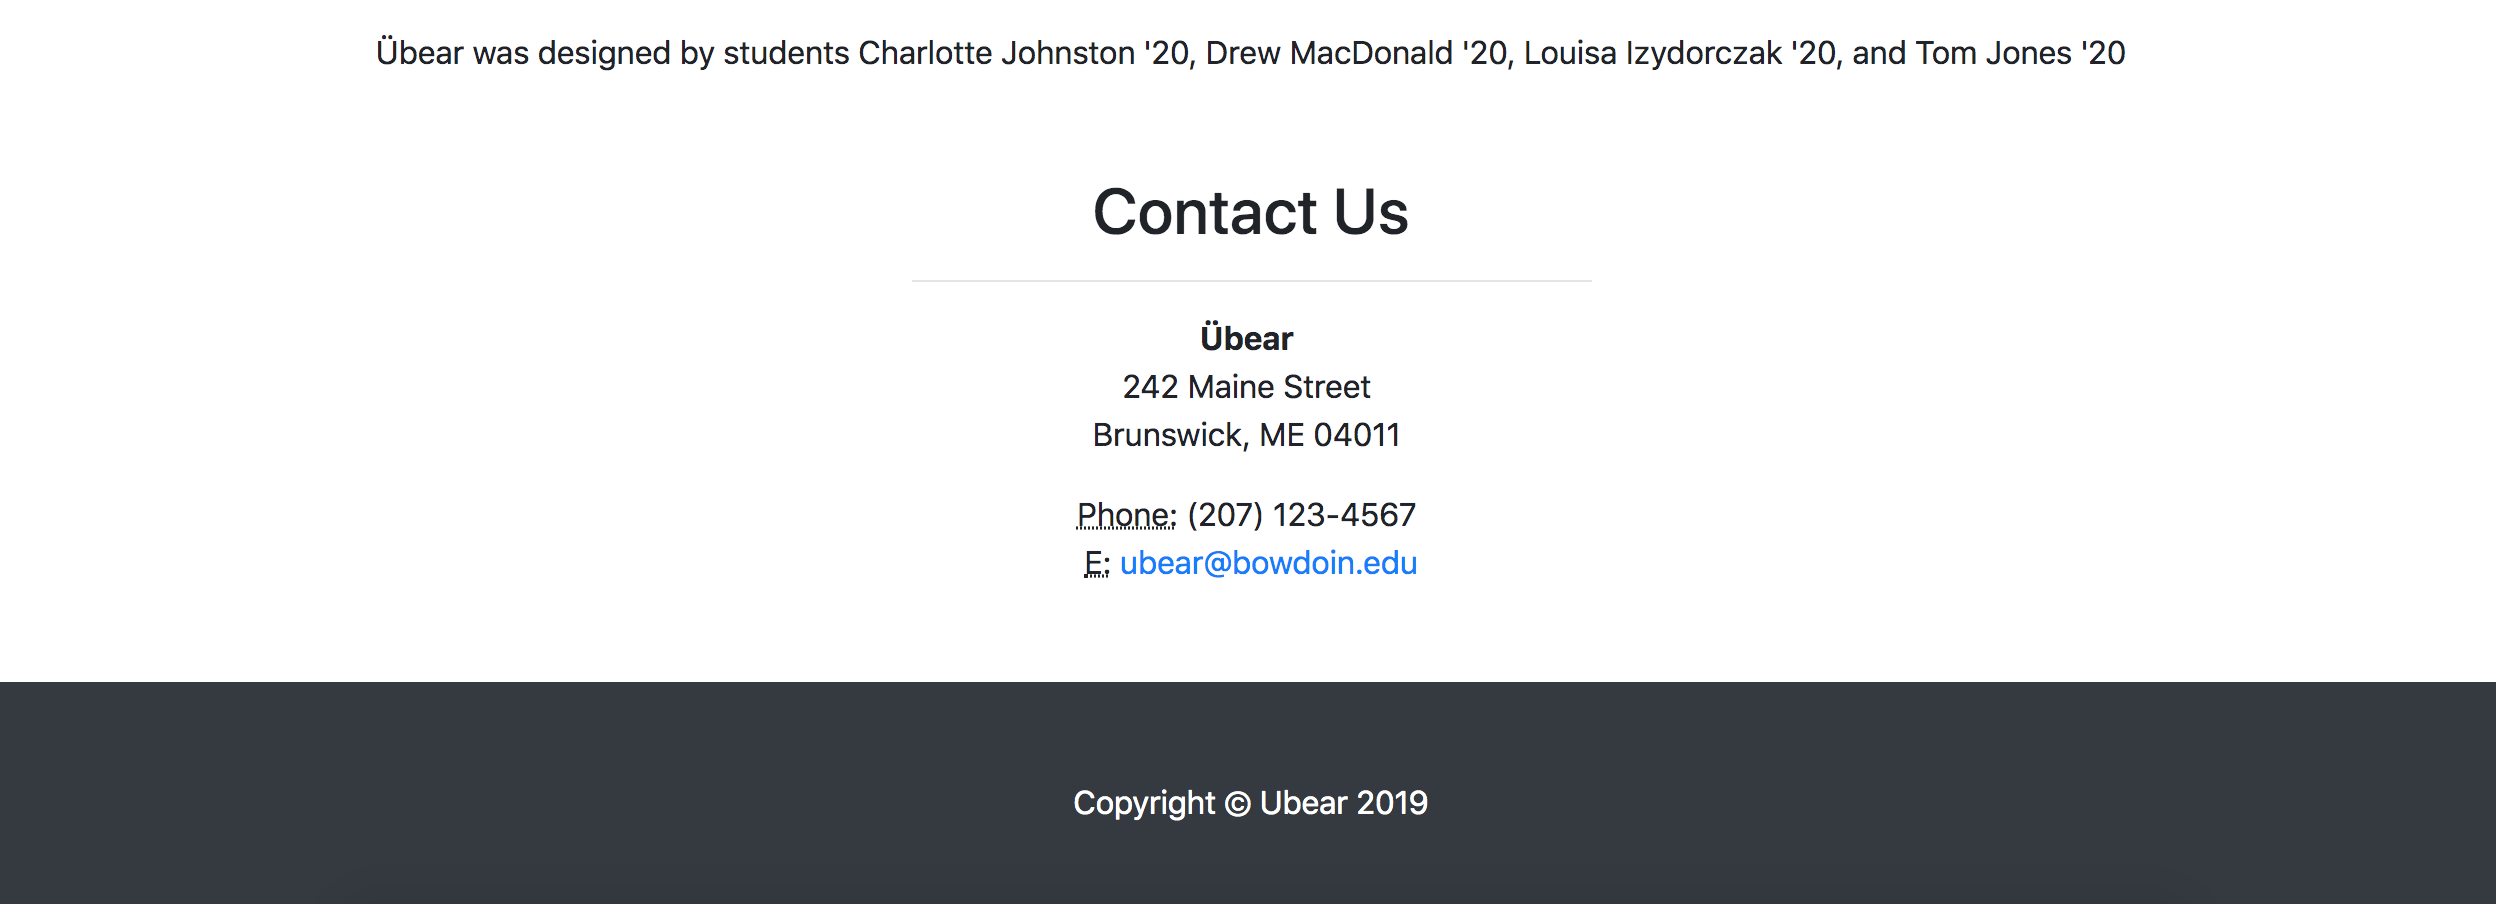 Übear was designed by students Charlotte Johnston '20, Drew MacDonald '20, Louisa Izydorczak '20, and Tom Jones '20
Contact Us
Übear
242 Maine Street
Brunswick, ME 04011
Phone: (207) 123-4567
E: ubear@bowdoin.edu
Copyright © Ubear 2019